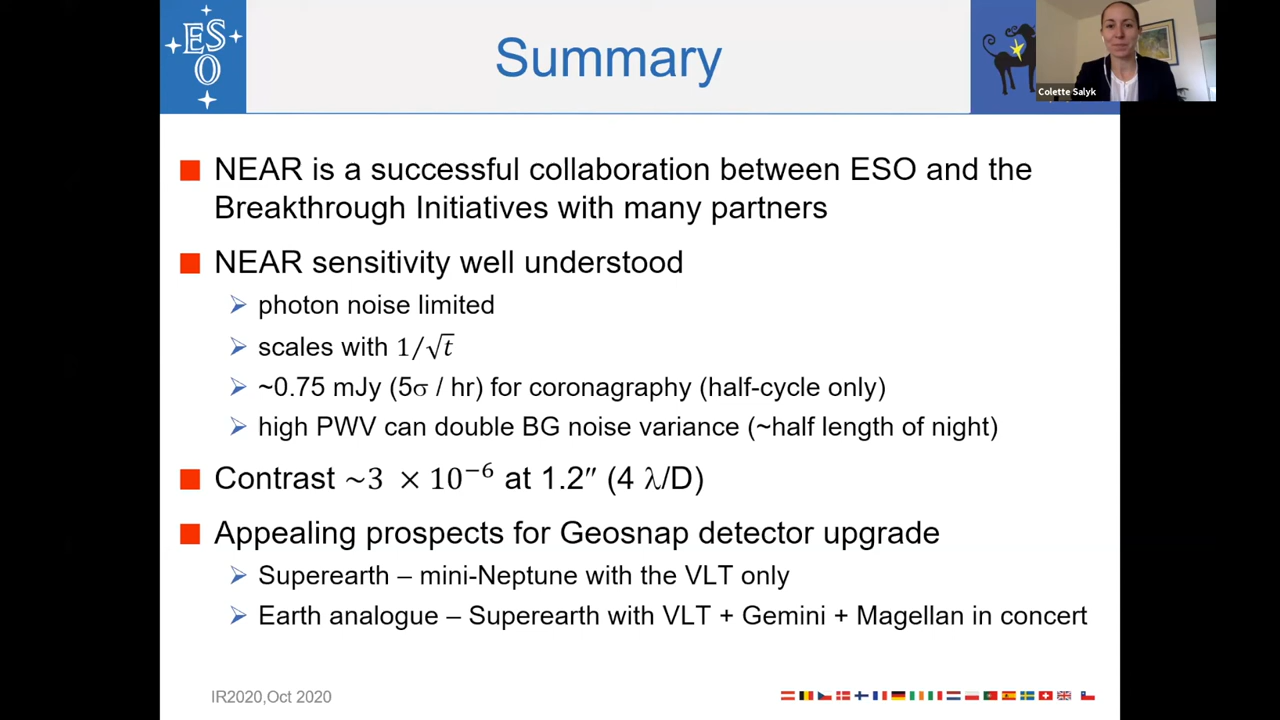 ESO
Summary
Colette Salyk
NEAR is a successful collaboration between ESO and the
Breakthrough Initiatives with many partners
NEAR sensitivity well understood
photon noise limited
scales with 1/√t
~0.75 mJy (5σ / hr) for coronagraphy (half-cycle only)
high PWV can double BG noise variance (~half length of night)
Contrast ~3 × 10⁻⁶ at 1.2″ (4 λ/D)
Appealing prospects for Geosnap detector upgrade
Superearth – mini-Neptune with the VLT only
Earth analogue – Superearth with VLT + Gemini + Magellan in concert
IR2020,Oct 2020